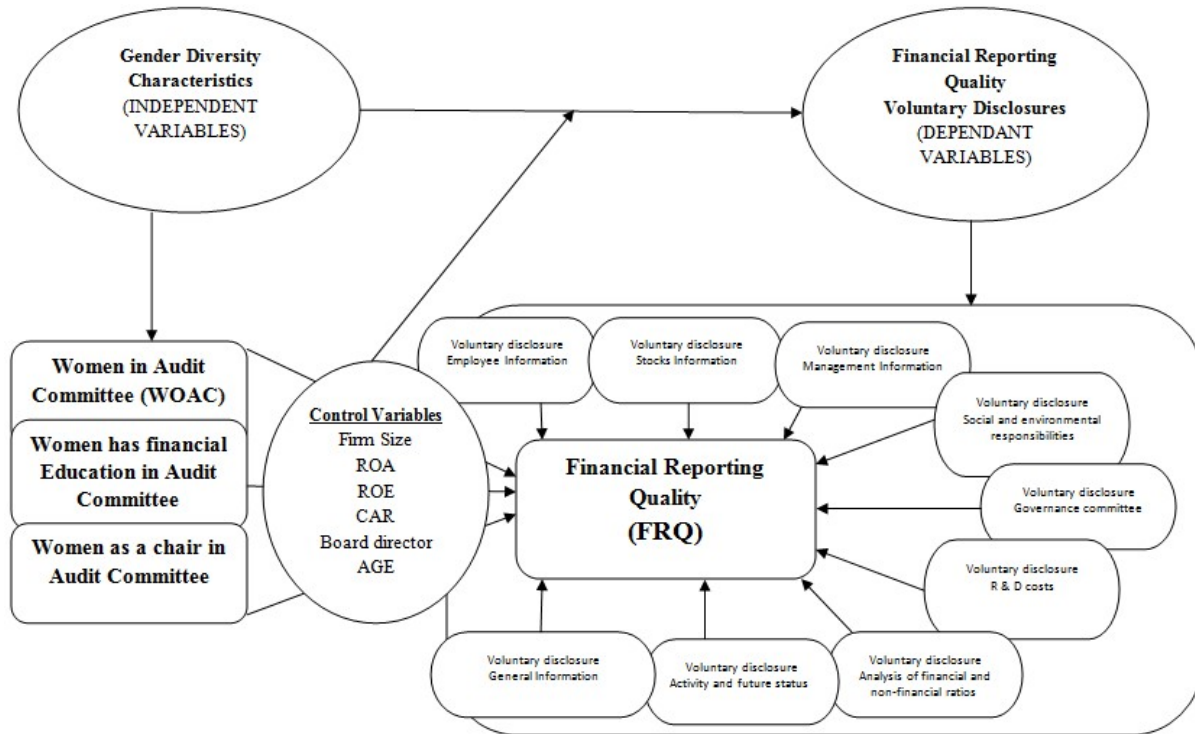 Gender Diversity
Characteristics
(INDEPENDENT
VARIABLES)
Financial Reporting
Quality
Voluntary Disclosures
(DEPENDANT
VARIABLES)
Women in Audit
Committee (WOAC)
Women has financial
Education in Audit
Committee
Women as a chair in
Audit Committee
Control Variables
Firm Size
ROA
ROE
CAR
Board director
AGE
Voluntary disclosure
Employee Information
Voluntary disclosure
Stocks Information
Voluntary disclosure
Management Information
Voluntary disclosure
Social and environmental
responsibilities
Financial Reporting
Quality
(FRQ)
Voluntary disclosure
Governance committee
Voluntary disclosure
R & D costs
Voluntary disclosure
General Information
Voluntary disclosure
Activity and future status
Voluntary disclosure
Analysis of financial and
non-financial ratios